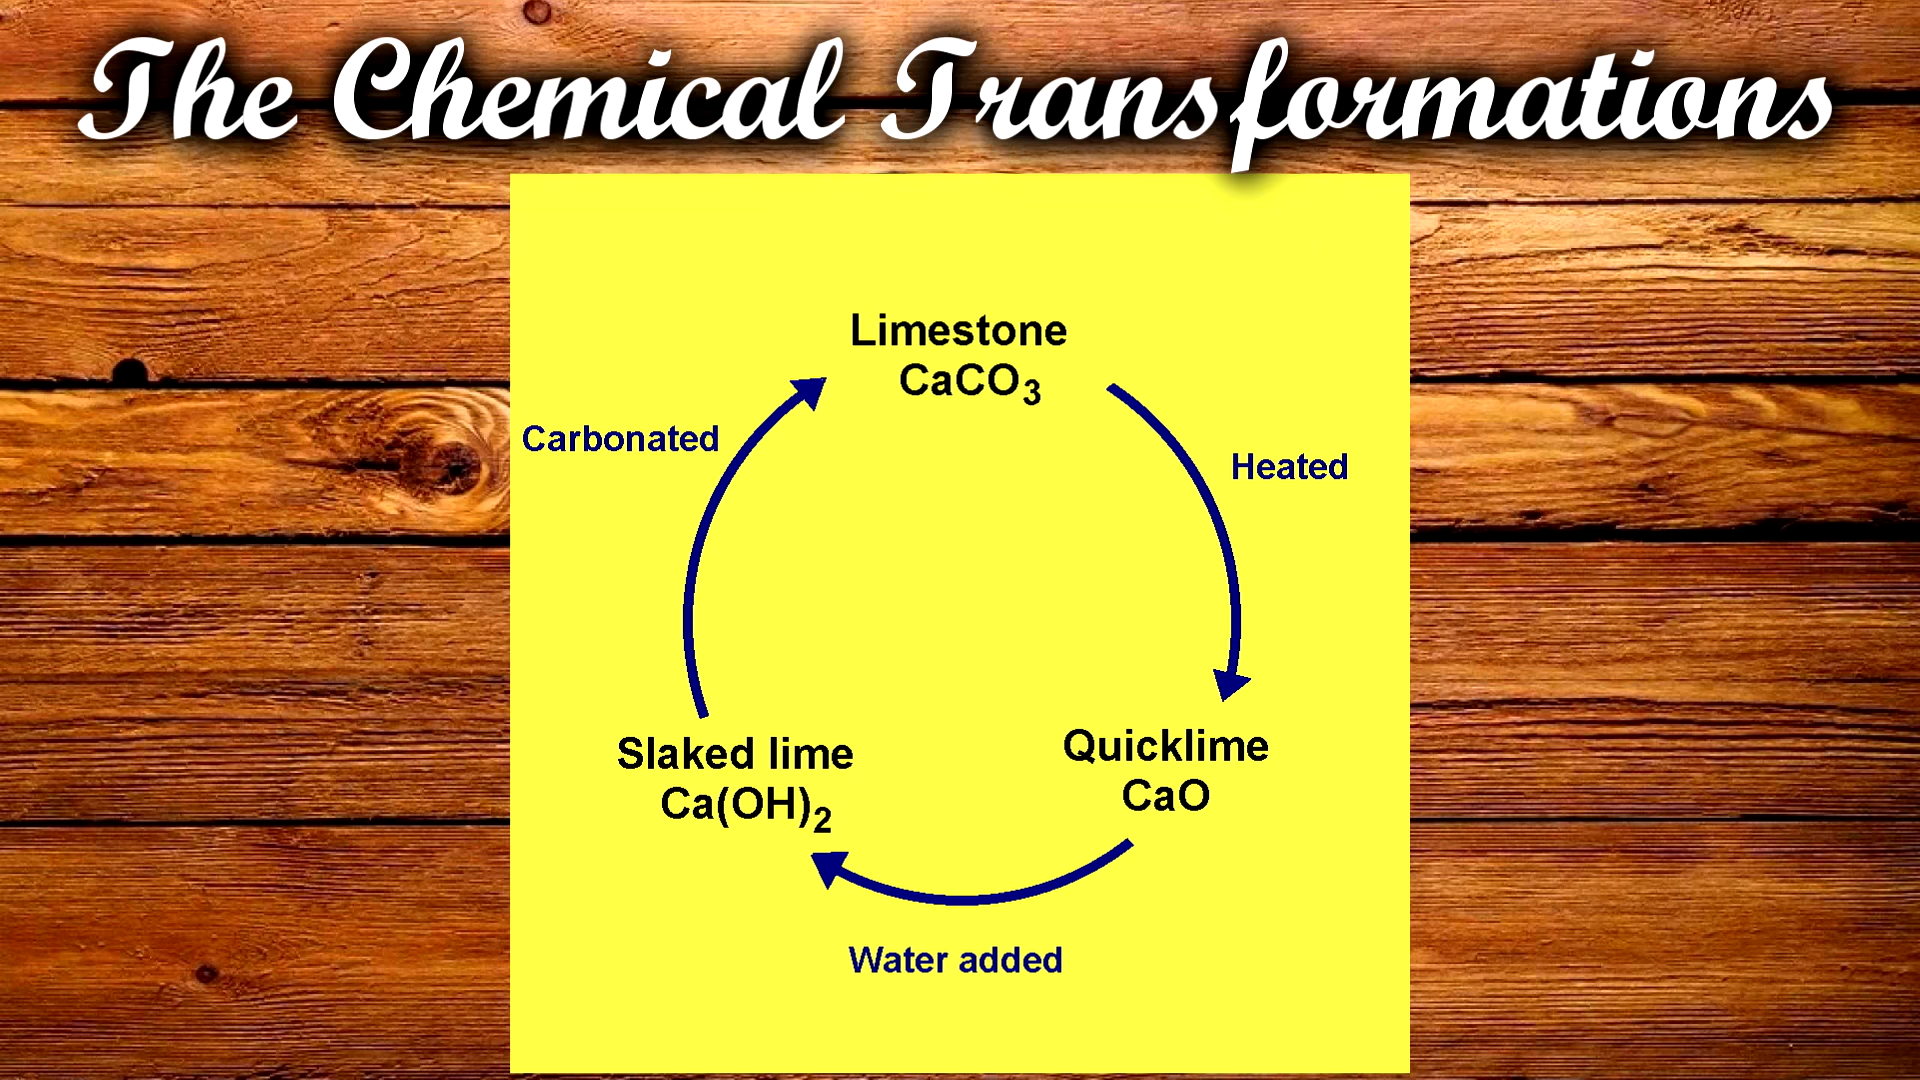 The Chemical Transformations
Limestone
CaCO₃
Carbonated
Heated
Quicklime
CaO
Slaked lime
Ca(OH)₂
Water added